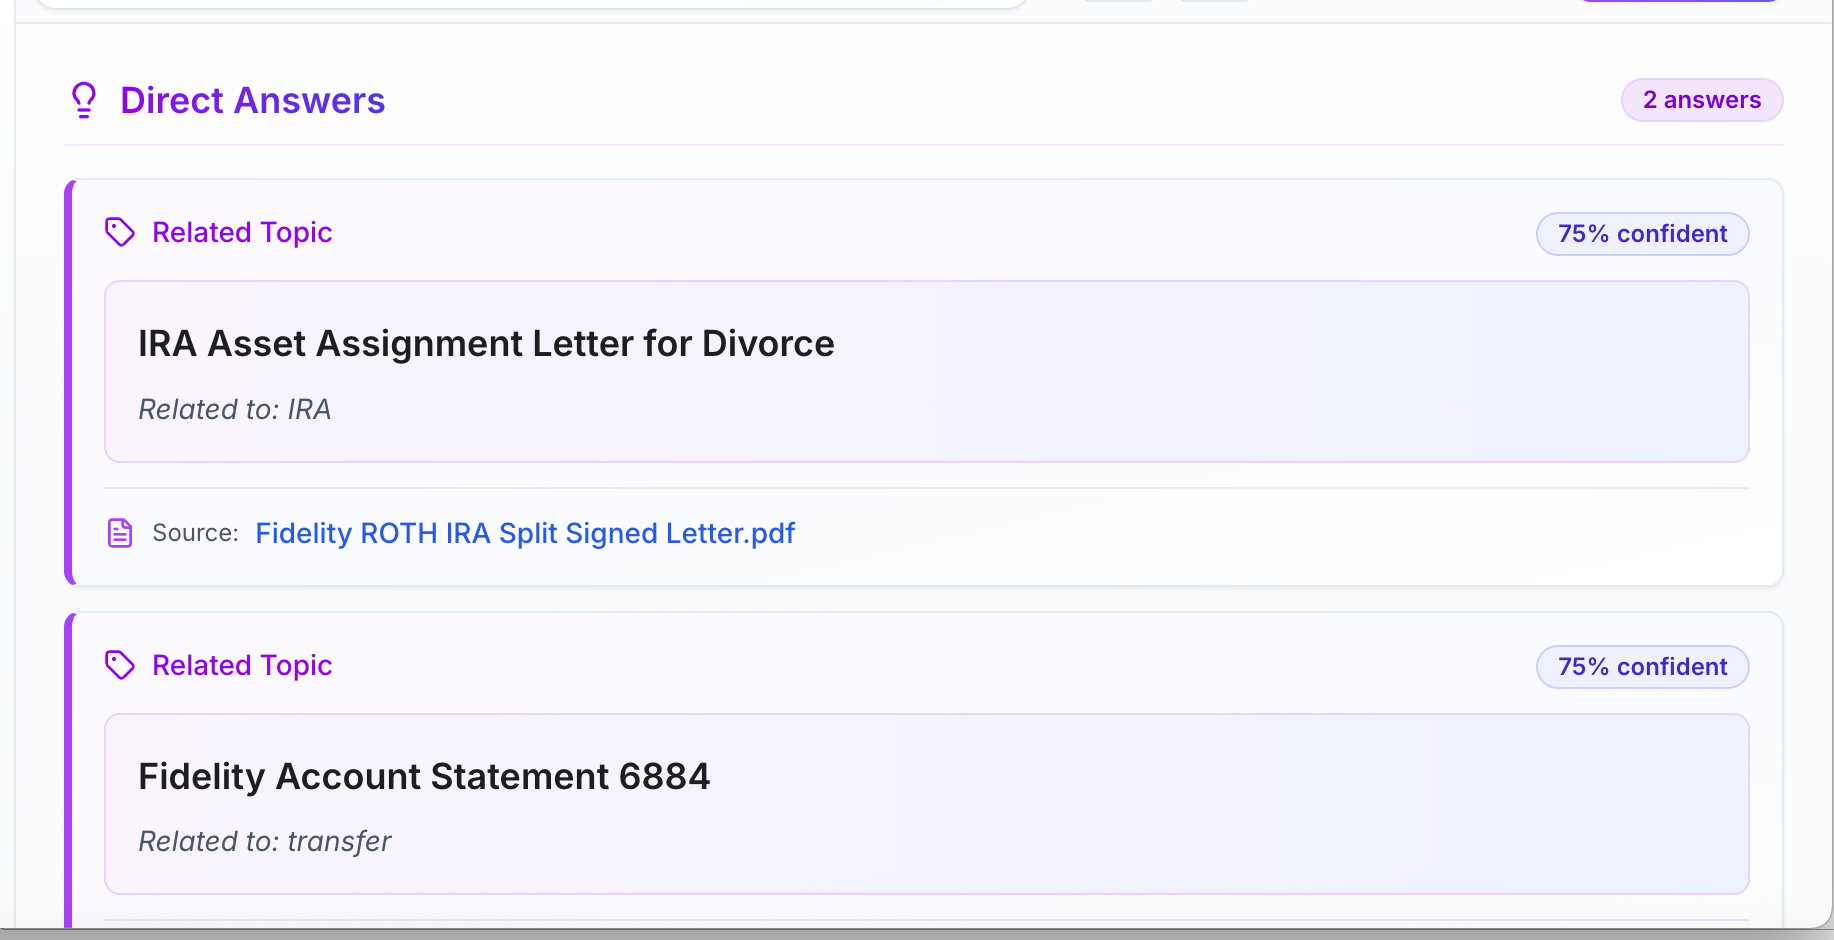 Direct Answers
2 answers
Related Topic
75% confident
IRA Asset Assignment Letter for Divorce
Related to: IRA
Source: Fidelity ROTH IRA Split Signed Letter.pdf
Related Topic
75% confident
Fidelity Account Statement 6884
Related to: transfer